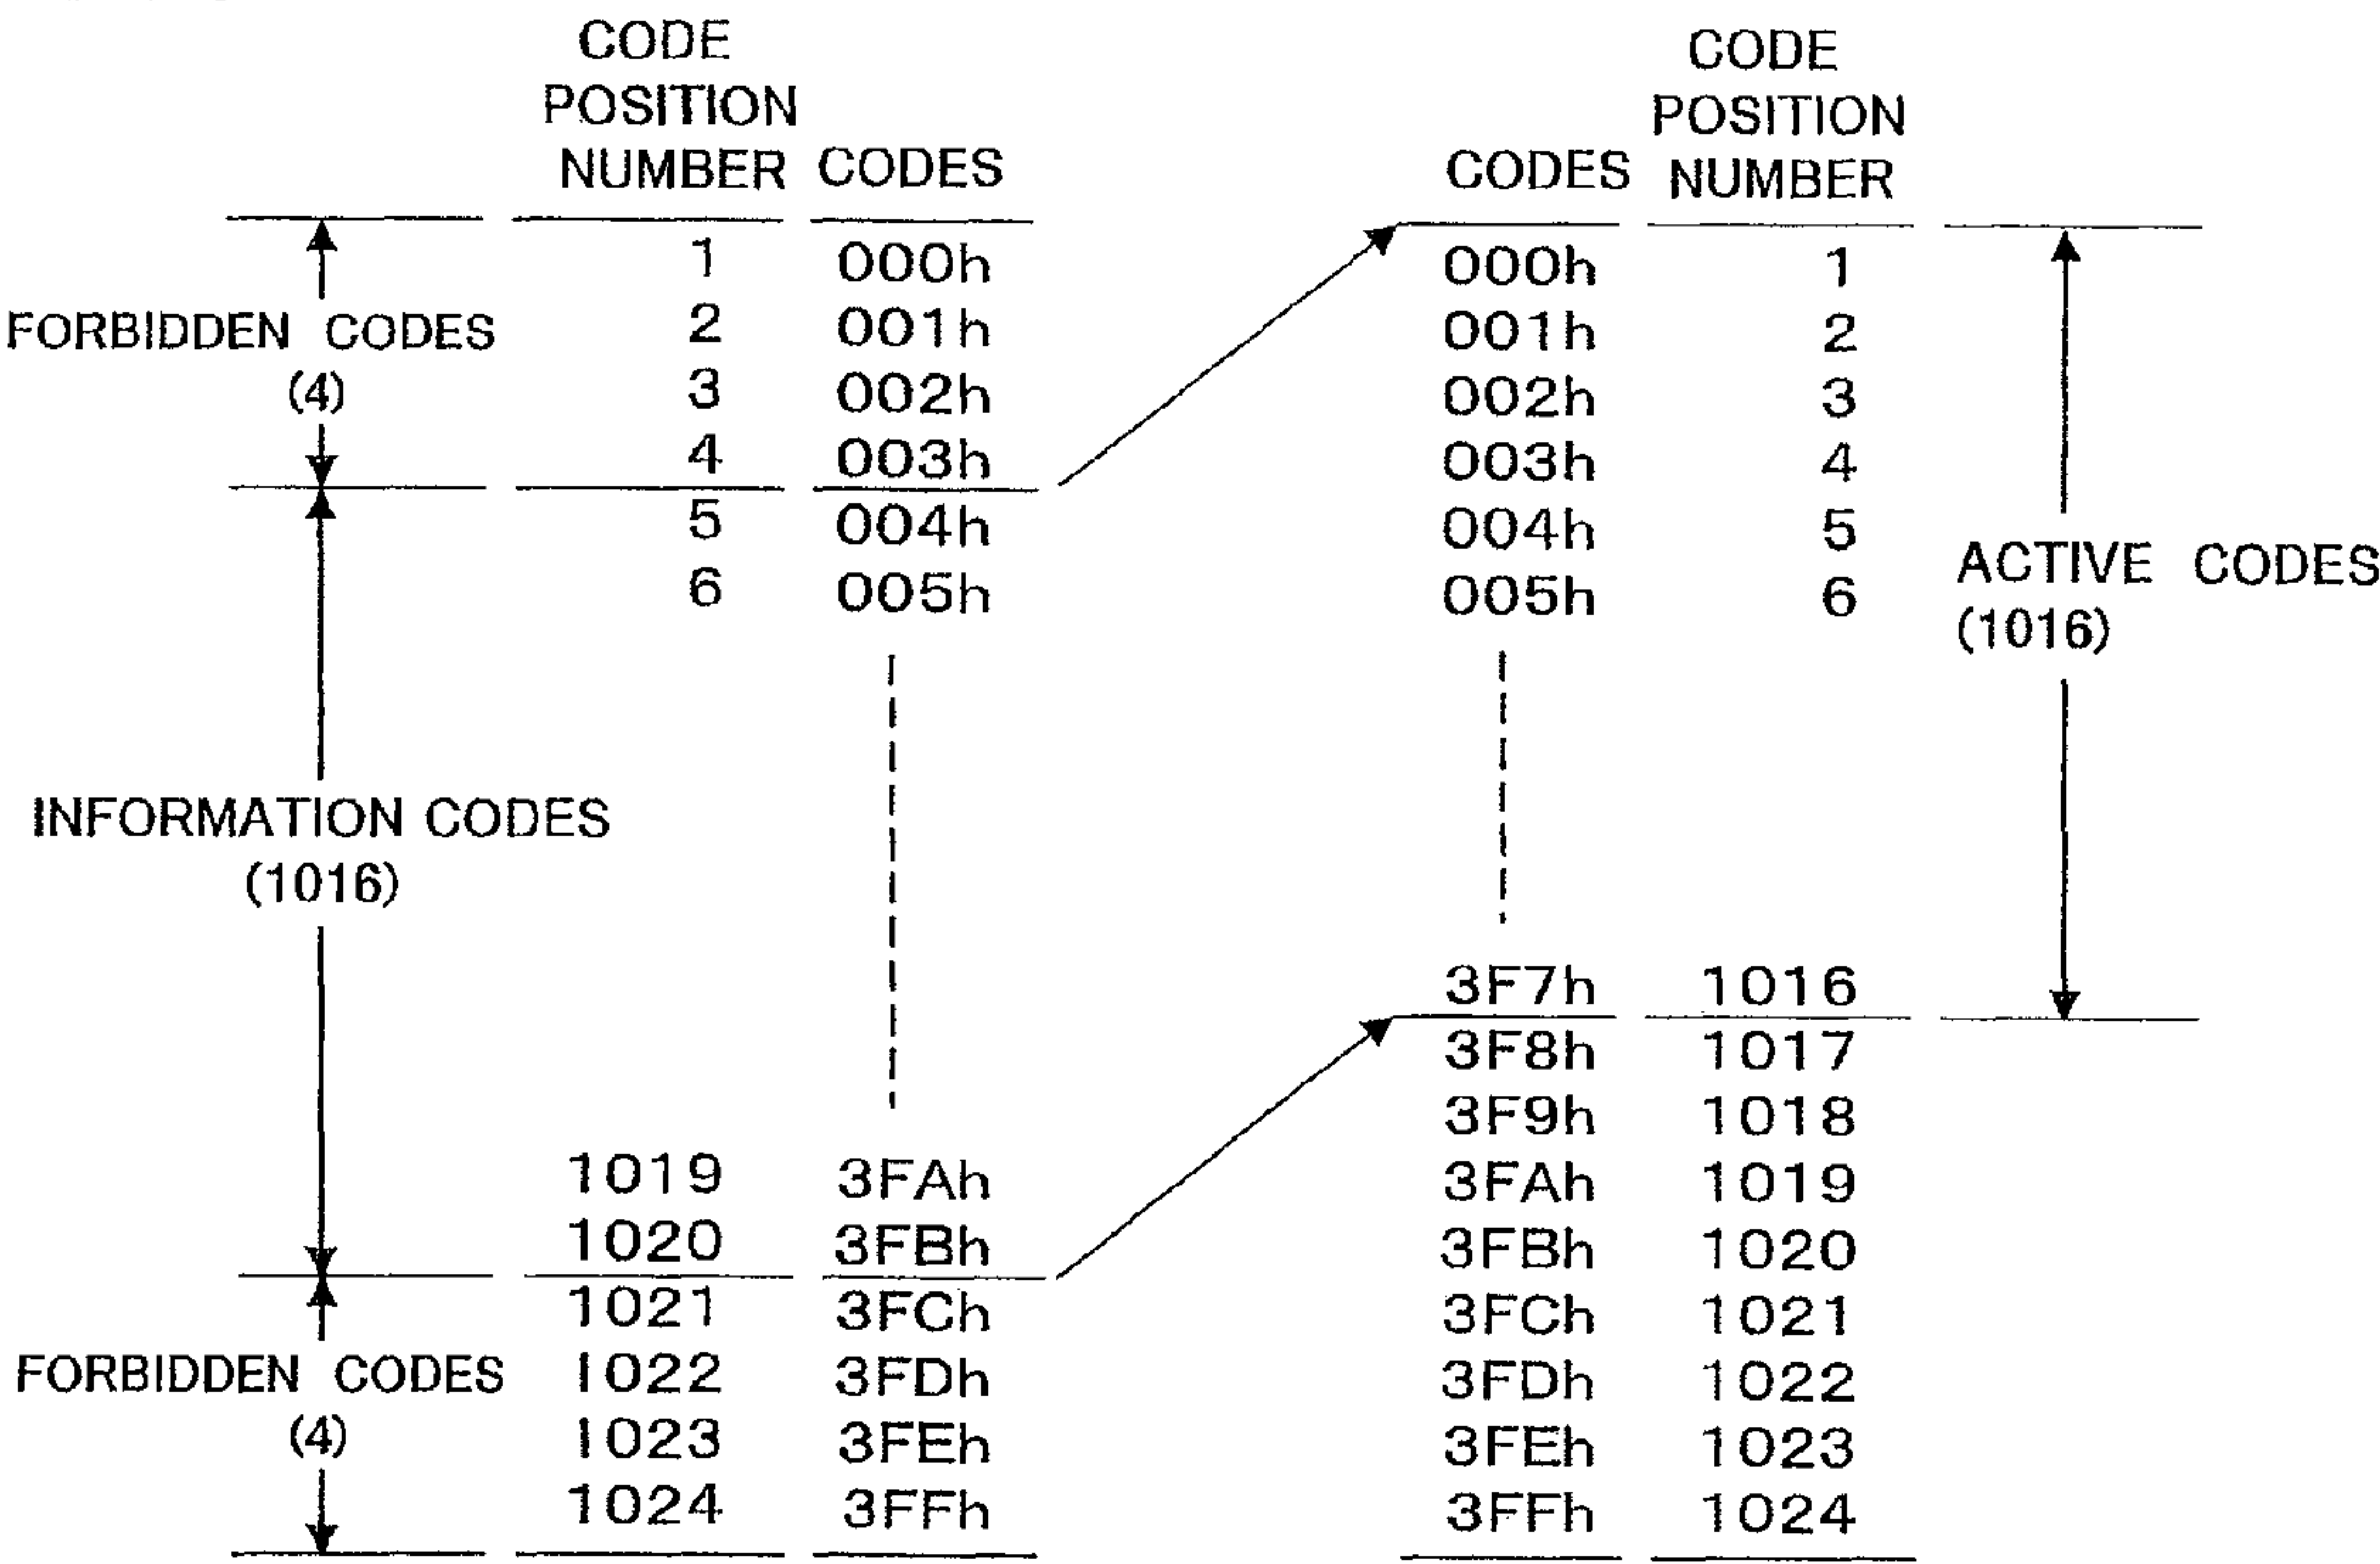 CODE
POSITION
NUMBER CODES
1 000h
2 001h
FORBIDDEN CODES
(4)
3 002h
4 003h
5 004h
6 005h
INFORMATION CODES
(1016)
1019 3FAh
1020 3FBh
1021 3FCh
FORBIDDEN CODES
(4)
1022 3FDh
1023 3FEh
1024 3FFh
CODE
POSITION
CODES NUMBER
000h 1
001h 2
002h 3
003h 4
004h 5
005h 6
ACTIVE CODES
(1016)
3F7h 1016
3F8h 1017
3F9h 1018
3FAh 1019
3FBh 1020
3FCh 1021
3FDh 1022
3FEh 1023
3FFh 1024